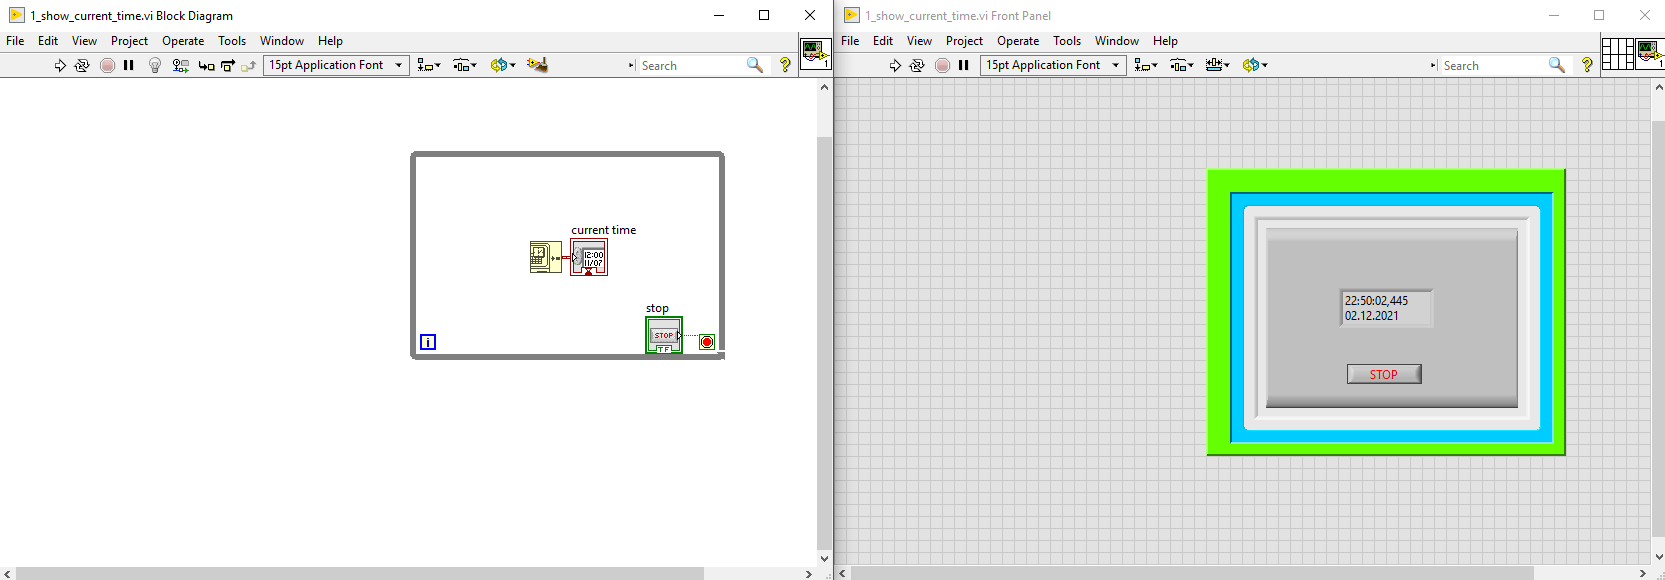 1_show_current_time.vi Block Diagram
File Edit View Project Operate Tools Window Help
15pt Application Font
Search
?
1
current time
12:00
11/07
stop
STOP
TF
i
1_show_current_time.vi Front Panel
File Edit View Project Operate Tools Window Help
15pt Application Font
Search
?
1
22:50:02,445
02.12.2021
STOP